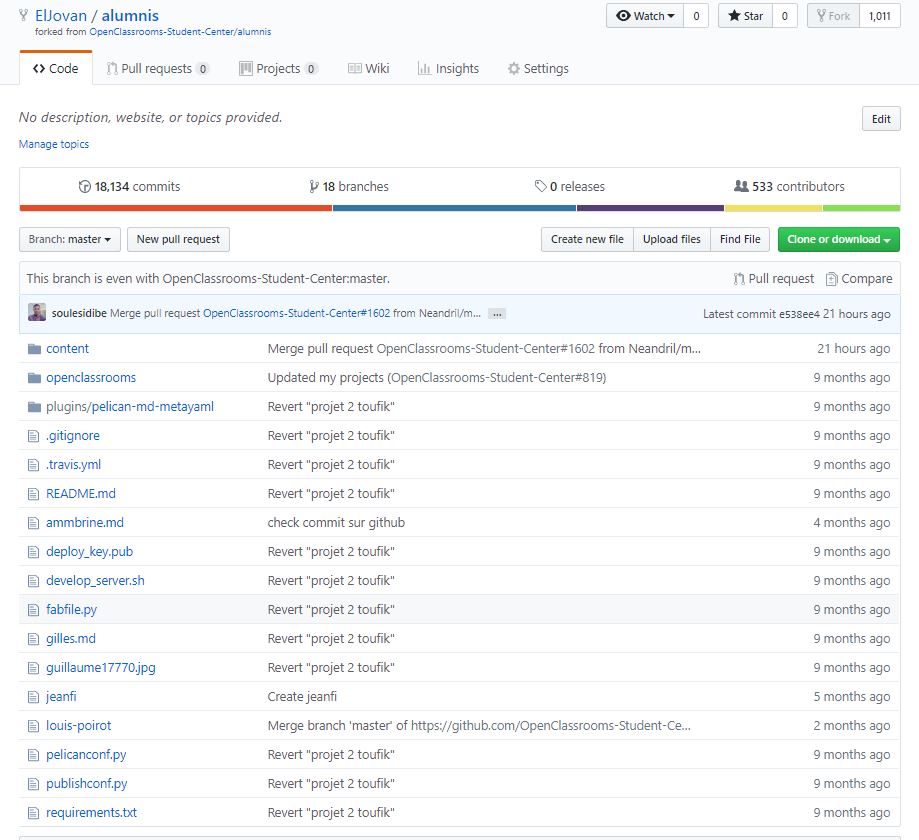 ElJovan / alumnis
Watch 0 Star 0 Fork 1,011
forked from OpenClassrooms-Student-Center/alumnis
Code Pull requests 0 Projects 0 Wiki Insights Settings
No description, website, or topics provided.
Edit
Manage topics
18,134 commits 18 branches 0 releases 533 contributors
Branch: master New pull request Create new file Upload files Find File Clone or download
This branch is even with OpenClassrooms-Student-Center:master. Pull request Compare
soulesidibe Merge pull request OpenClassrooms-Student-Center#1602 from Neandril/m... ... Latest commit e538ee4 21 hours ago
content Merge pull request OpenClassrooms-Student-Center#1602 from Neandril/m... 21 hours ago
openclassrooms Updated my projects (OpenClassrooms-Student-Center#819) 9 months ago
plugins/pelican-md-metayaml Revert "projet 2 toufik" 9 months ago
.gitignore Revert "projet 2 toufik" 9 months ago
.travis.yml Revert "projet 2 toufik" 9 months ago
README.md Revert "projet 2 toufik" 9 months ago
ammbrine.md check commit sur github 4 months ago
deploy_key.pub Revert "projet 2 toufik" 9 months ago
develop_server.sh Revert "projet 2 toufik" 9 months ago
fabfile.py Revert "projet 2 toufik" 9 months ago
gilles.md Revert "projet 2 toufik" 9 months ago
guillaume17770.jpg Revert "projet 2 toufik" 9 months ago
jeanfi Create jeanfi 5 months ago
louis-poirot Merge branch 'master' of https://github.com/OpenClassrooms-Student-Ce... 2 months ago
pelicanconf.py Revert "projet 2 toufik" 9 months ago
publishconf.py Revert "projet 2 toufik" 9 months ago
requirements.txt Revert "projet 2 toufik" 9 months ago